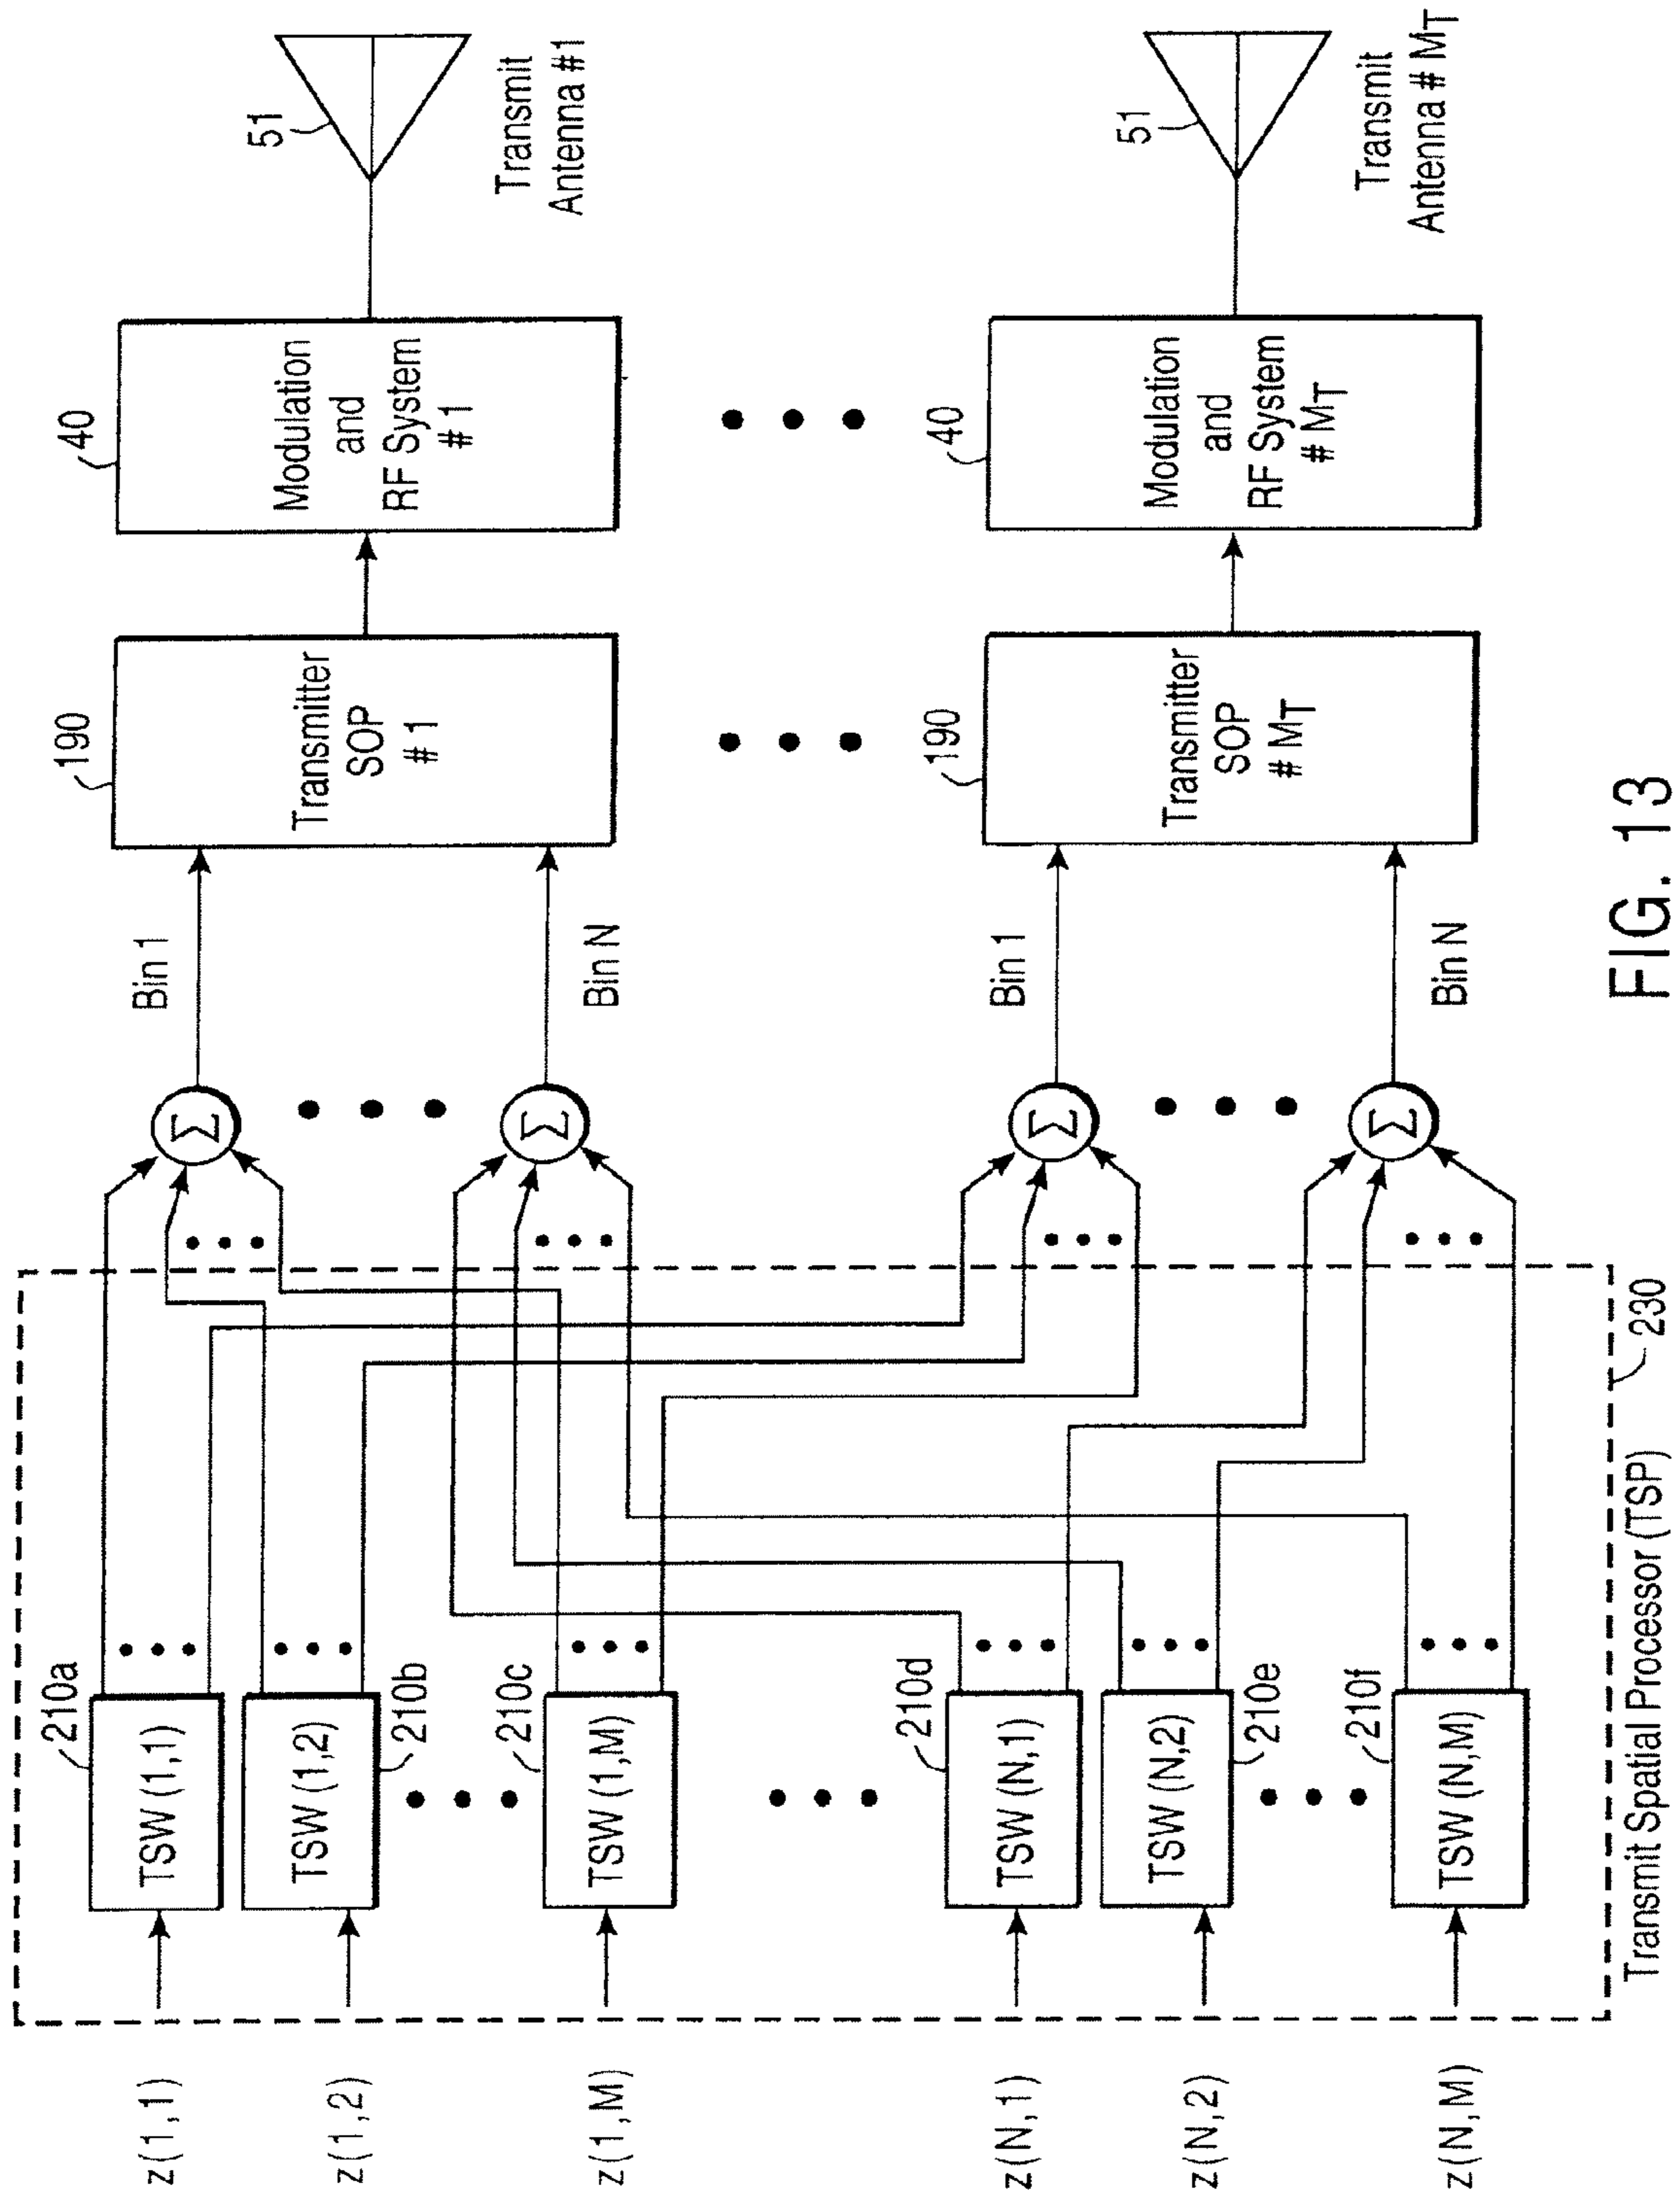 z(1,1)
z(1,2)
z(1,M)
z(N,1)
z(N,2)
z(N,M)
210a
TSW (1,1)
TSW (1,2)
210b
210c
TSW (1,M)
210d
TSW (N,1)
TSW (N,2)
210e
210f
TSW (N,M)
Transmit Spatial Processor (TSP)
230
Σ
Σ
Σ
Σ
Bin 1
Bin N
Bin 1
Bin N
190
Transmitter
SOP
# 1
190
Transmitter
SOP
# MT
40
Modulation
and
RF System
# 1
40
Modulation
and
RF System
# MT
51
Transmit
Antenna #1
51
Transmit
Antenna # MT
FIG. 13